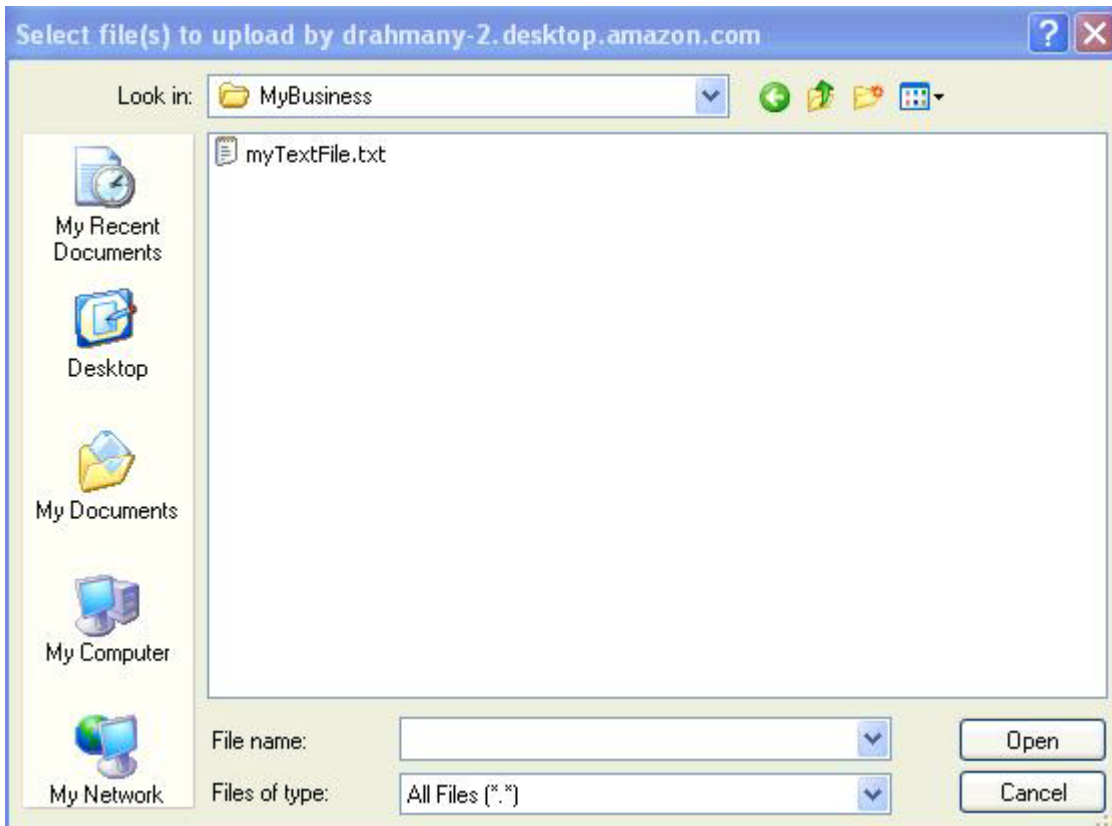 Select file(s) to upload by drahmany-2.desktop.amazon.com
Look in:
MyBusiness
myTextFile.txt
My Recent
Documents
Desktop
My Documents
My Computer
My Network
File name:
Open
Files of type:
All Files (*.*)
Cancel